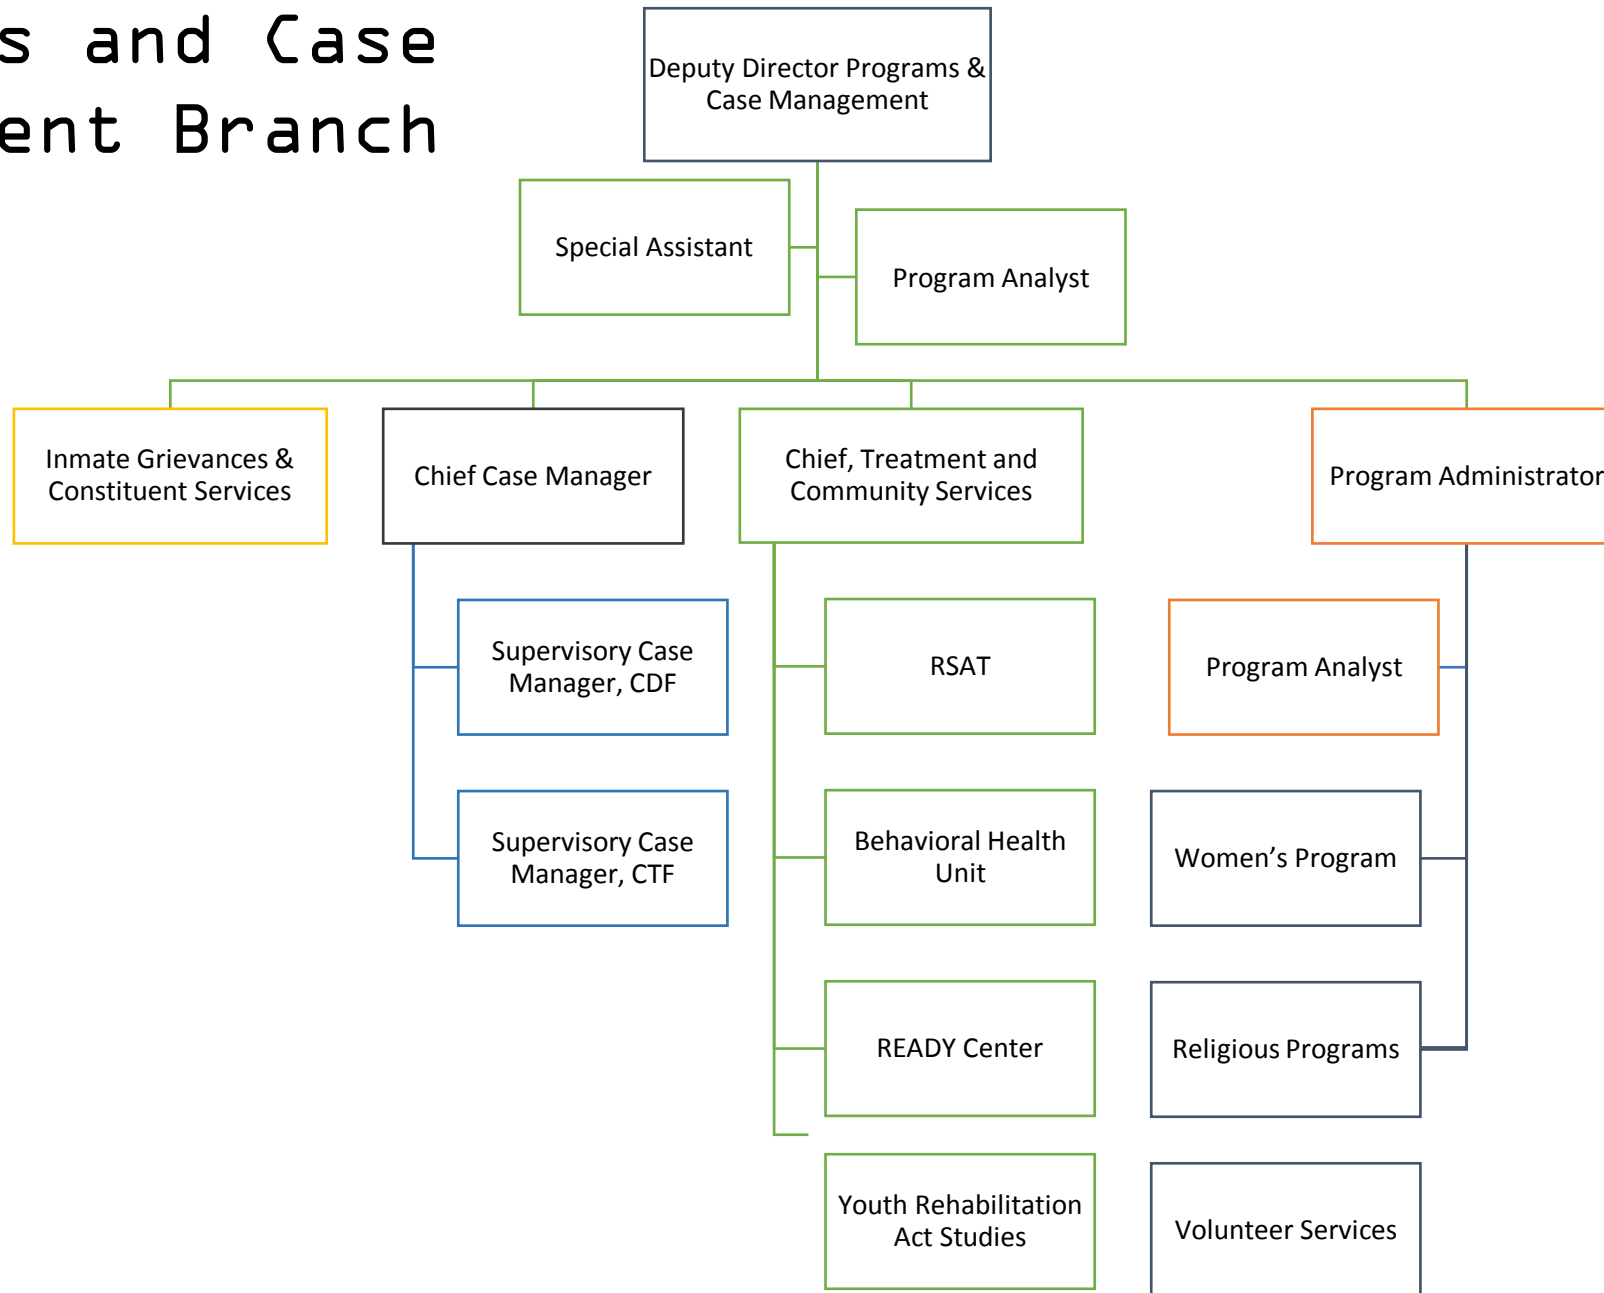 s and Case
ent Branch
Deputy Director Programs &
Case Management
Special Assistant
Program Analyst
Inmate Grievances &
Constituent Services
Chief Case Manager
Chief, Treatment and
Community Services
Program Administrator
Supervisory Case
Manager, CDF
RSAT
Program Analyst
Supervisory Case
Manager, CTF
Behavioral Health
Unit
Women's Program
READY Center
Religious Programs
Youth Rehabilitation
Act Studies
Volunteer Services